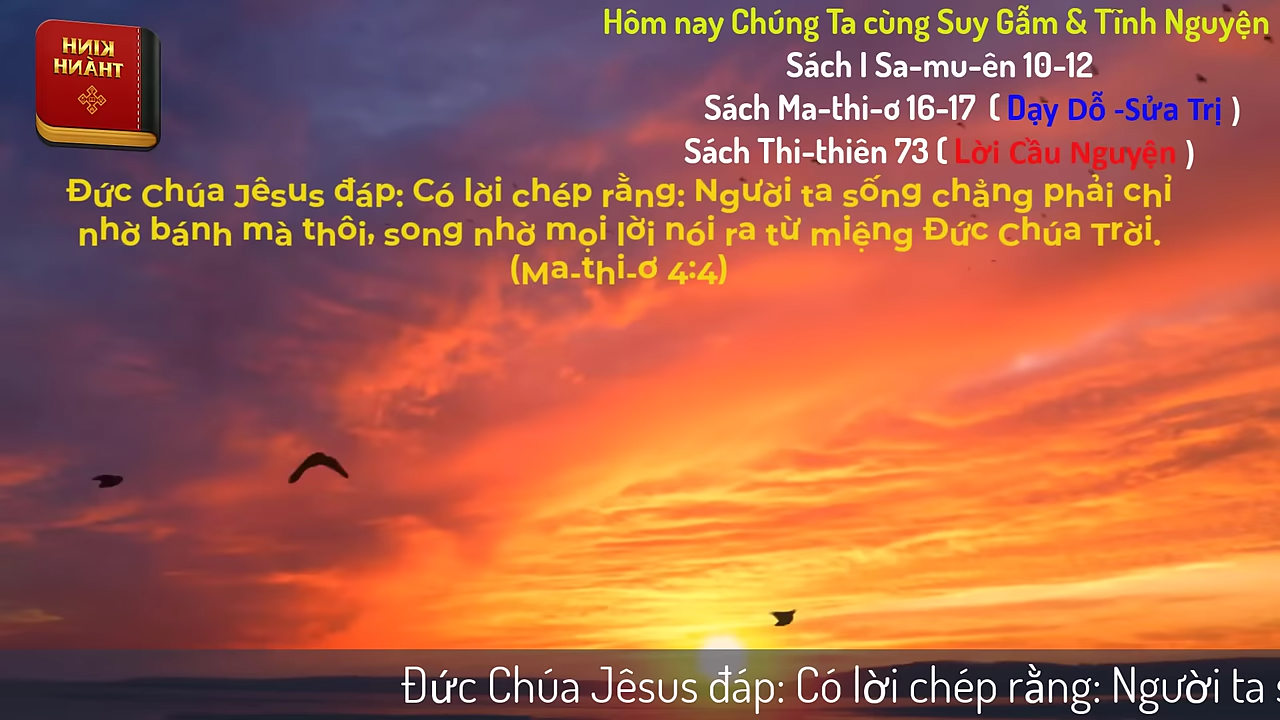 KINH
THÀNH
Hôm nay Chúng Ta cùng Suy Gẫm & Tĩnh Nguyện
Sách I Sa-mu-ên 10-12
Sách Ma-thi-ơ 16-17 ( Dạy Dỗ -Sửa Trị )
Sách Thi-thiên 73 ( Lời Cầu Nguyện )
Đức Chúa Jêsus đáp: Có lời chép rằng: Người ta sống chẳng phải chỉ
nhờ bánh mà thôi, song nhờ mọi lời nói ra từ miệng Đức Chúa Trời.
(Ma-thi-ơ 4:4)
Đức Chúa Jêsus đáp: Có lời chép rằng: Người ta